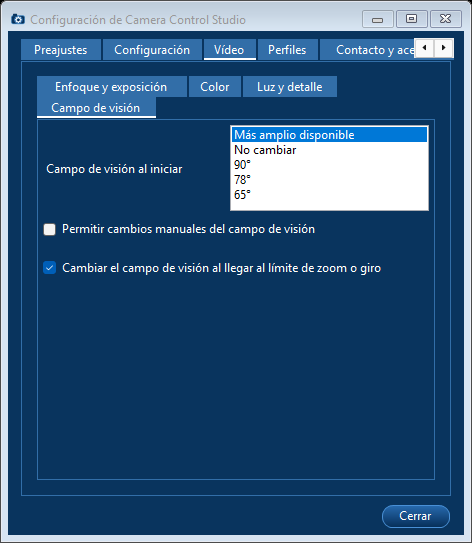 Configuración de Camera Control Studio
Preajustes
Configuración
Vídeo
Perfiles
Contacto y ace
Enfoque y exposición
Color
Luz y detalle
Campo de visión
Campo de visión al iniciar
Más amplio disponible
No cambiar
90°
78°
65°
Permitir cambios manuales del campo de visión
Cambiar el campo de visión al llegar al límite de zoom o giro
Cerrar